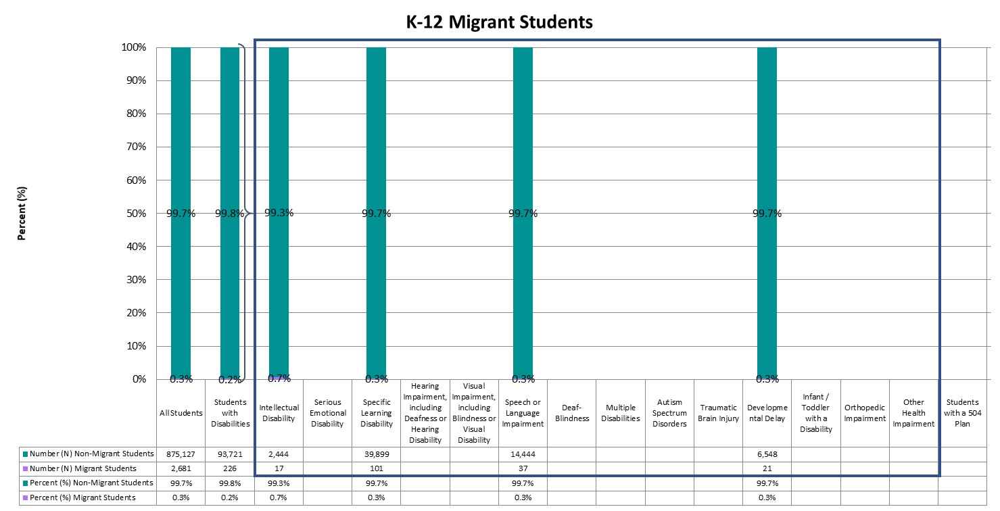 K-12 Migrant Students
Percent (%)
100%
90%
80%
70%
60%
50%
40%
30%
20%
10%
0%
99.7%
99.8%
99.3%
99.7%
99.7%
99.7%
0.3%
0.2%
0.7%
0.3%
0.3%
0.3%
All Students
Students
with
Disabilities
Intellectual
Disability
Serious
Emotional
Disability
Specific
Learning
Disability
Hearing
Impairment,
including
Deafness or
Hearing
Disability
Visual
Impairment,
including
Blindness or
Visual
Disability
Speech or
Language
Impairment
Deaf-
Blindness
Multiple
Disabilities
Autism
Spectrum
Disorders
Traumatic
Brain Injury
Developme
ntal Delay
Infant /
Toddler
with a
Disability
Orthopedic
Impairment
Other
Health
Impairment
Students
with a 504
Plan
Number (N) Non-Migrant Students 875,127 93,721 2,444 39,899 14,444 6,548
Number (N) Migrant Students 2,681 226 17 101 37 21
Percent (%) Non-Migrant Students 99.7% 99.8% 99.3% 99.7% 99.7% 99.7%
Percent (%) Migrant Students 0.3% 0.2% 0.7% 0.3% 0.3% 0.3%